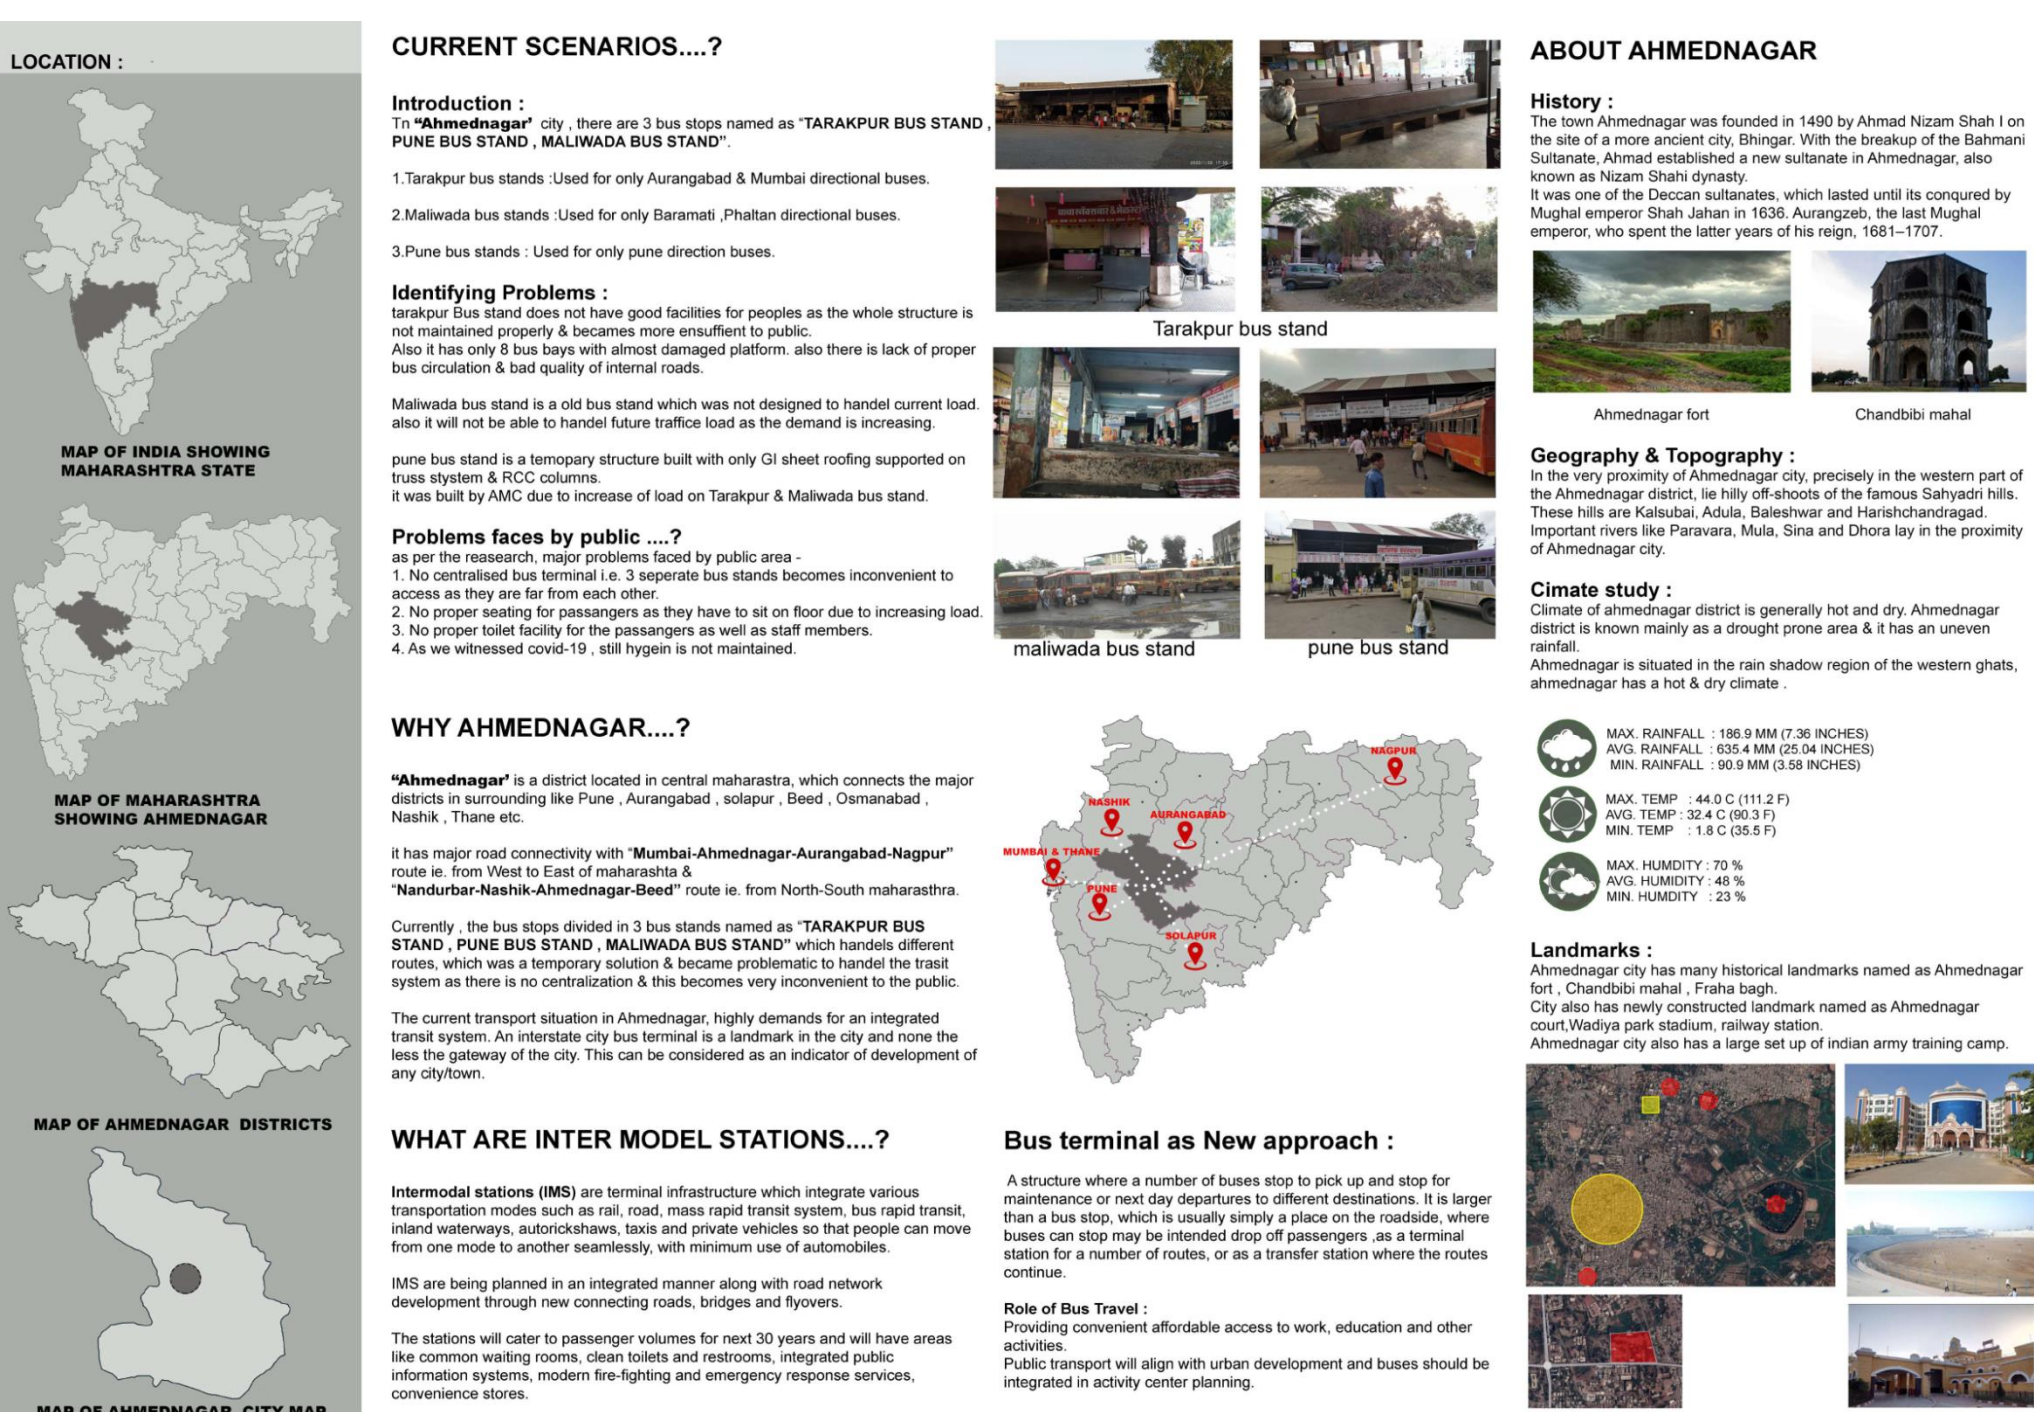 LOCATION :
MAP OF INDIA SHOWING
MAHARASHTRA STATE
MAP OF MAHARASHTRA
SHOWING AHMEDNAGAR
MAP OF AHMEDNAGAR DISTRICTS
MAP OF AHMEDNAGAR CITY MAP
CURRENT SCENARIOS....?
Introduction :
Tn “Ahmednagar’ city , there are 3 bus stops named as “TARAKPUR BUS STAND ,
PUNE BUS STAND , MALIWADA BUS STAND”.
1.Tarakpur bus stands :Used for only Aurangabad & Mumbai directional buses.
2.Maliwada bus stands :Used for only Baramati ,Phaltan directional buses.
3.Pune bus stands : Used for only pune direction buses.
Identifying Problems :
tarakpur Bus stand does not have good facilities for peoples as the whole structure is
not maintained properly & becames more ensuffient to public.
Also it has only 8 bus bays with almost damaged platform. also there is lack of proper
bus circulation & bad quality of internal roads.
Maliwada bus stand is a old bus stand which was not designed to handel current load.
also it will not be able to handel future traffice load as the demand is increasing.
pune bus stand is a temopary structure built with only GI sheet roofing supported on
truss stystem & RCC columns.
it was built by AMC due to increase of load on Tarakpur & Maliwada bus stand.
Problems faces by public ....?
as per the reasearch, major problems faced by public area -
1. No centralised bus terminal i.e. 3 seperate bus stands becomes inconvenient to
access as they are far from each other.
2. No proper seating for passangers as they have to sit on floor due to increasing load.
3. No proper toilet facility for the passangers as well as staff members.
4. As we witnessed covid-19 , still hygein is not maintained.
Tarakpur bus stand
maliwada bus stand
pune bus stand
WHY AHMEDNAGAR....?
“Ahmednagar’ is a district located in central maharastra, which connects the major
districts in surrounding like Pune , Aurangabad , solapur , Beed , Osmanabad ,
Nashik , Thane etc.
it has major road connectivity with “Mumbai-Ahmednagar-Aurangabad-Nagpur”
route ie. from West to East of maharashta &
“Nandurbar-Nashik-Ahmednagar-Beed” route ie. from North-South maharasthra.
Currently , the bus stops divided in 3 bus stands named as “TARAKPUR BUS
STAND , PUNE BUS STAND , MALIWADA BUS STAND” which handels different
routes, which was a temporary solution & became problematic to handel the trasit
system as there is no centralization & this becomes very inconvenient to the public.
The current transport situation in Ahmednagar, highly demands for an integrated
transit system. An interstate city bus terminal is a landmark in the city and none the
less the gateway of the city. This can be considered as an indicator of development of
any city/town.
NAGPUR
NASHIK
AURANGABAD
MUMBAI & THANE
PUNE
SOLAPUR
WHAT ARE INTER MODEL STATIONS....?
Intermodal stations (IMS) are terminal infrastructure which integrate various
transportation modes such as rail, road, mass rapid transit system, bus rapid transit,
inland waterways, autorickshaws, taxis and private vehicles so that people can move
from one mode to another seamlessly, with minimum use of automobiles.
IMS are being planned in an integrated manner along with road network
development through new connecting roads, bridges and flyovers.
The stations will cater to passenger volumes for next 30 years and will have areas
like common waiting rooms, clean toilets and restrooms, integrated public
information systems, modern fire-fighting and emergency response services,
convenience stores.
Bus terminal as New approach :
A structure where a number of buses stop to pick up and stop for
maintenance or next day departures to different destinations. It is larger
than a bus stop, which is usually simply a place on the roadside, where
buses can stop may be intended drop off passengers ,as a terminal
station for a number of routes, or as a transfer station where the routes
continue.
Role of Bus Travel :
Providing convenient affordable access to work, education and other
activities.
Public transport will align with urban development and buses should be
integrated in activity center planning.
ABOUT AHMEDNAGAR
History :
The town Ahmednagar was founded in 1490 by Ahmad Nizam Shah I on
the site of a more ancient city, Bhingar. With the breakup of the Bahmani
Sultanate, Ahmad established a new sultanate in Ahmednagar, also
known as Nizam Shahi dynasty.
It was one of the Deccan sultanates, which lasted until its conqured by
Mughal emperor Shah Jahan in 1636. Aurangzeb, the last Mughal
emperor, who spent the latter years of his reign, 1681–1707.
Ahmednagar fort
Chandbibi mahal
Geography & Topography :
In the very proximity of Ahmednagar city, precisely in the western part of
the Ahmednagar district, lie hilly off-shoots of the famous Sahyadri hills.
These hills are Kalsubai, Adula, Baleshwar and Harishchandragad.
Important rivers like Paravara, Mula, Sina and Dhora lay in the proximity
of Ahmednagar city.
Cimate study :
Climate of ahmednagar district is generally hot and dry. Ahmednagar
district is known mainly as a drought prone area & it has an uneven
rainfall.
Ahmednagar is situated in the rain shadow region of the western ghats,
ahmednagar has a hot & dry climate .
MAX. RAINFALL : 186.9 MM (7.36 INCHES)
AVG. RAINFALL : 635.4 MM (25.04 INCHES)
MIN. RAINFALL : 90.9 MM (3.58 INCHES)
MAX. TEMP : 44.0 C (111.2 F)
AVG. TEMP : 32.4 C (90.3 F)
MIN. TEMP : 1.8 C (35.5 F)
MAX. HUMDITY : 70 %
AVG. HUMIDITY : 48 %
MIN. HUMDITY : 23 %
Landmarks :
Ahmednagar city has many historical landmarks named as Ahmednagar
fort , Chandbibi mahal , Fraha bagh.
City also has newly constructed landmark named as Ahmednagar
court,Wadiya park stadium, railway station.
Ahmednagar city also has a large set up of indian army training camp.